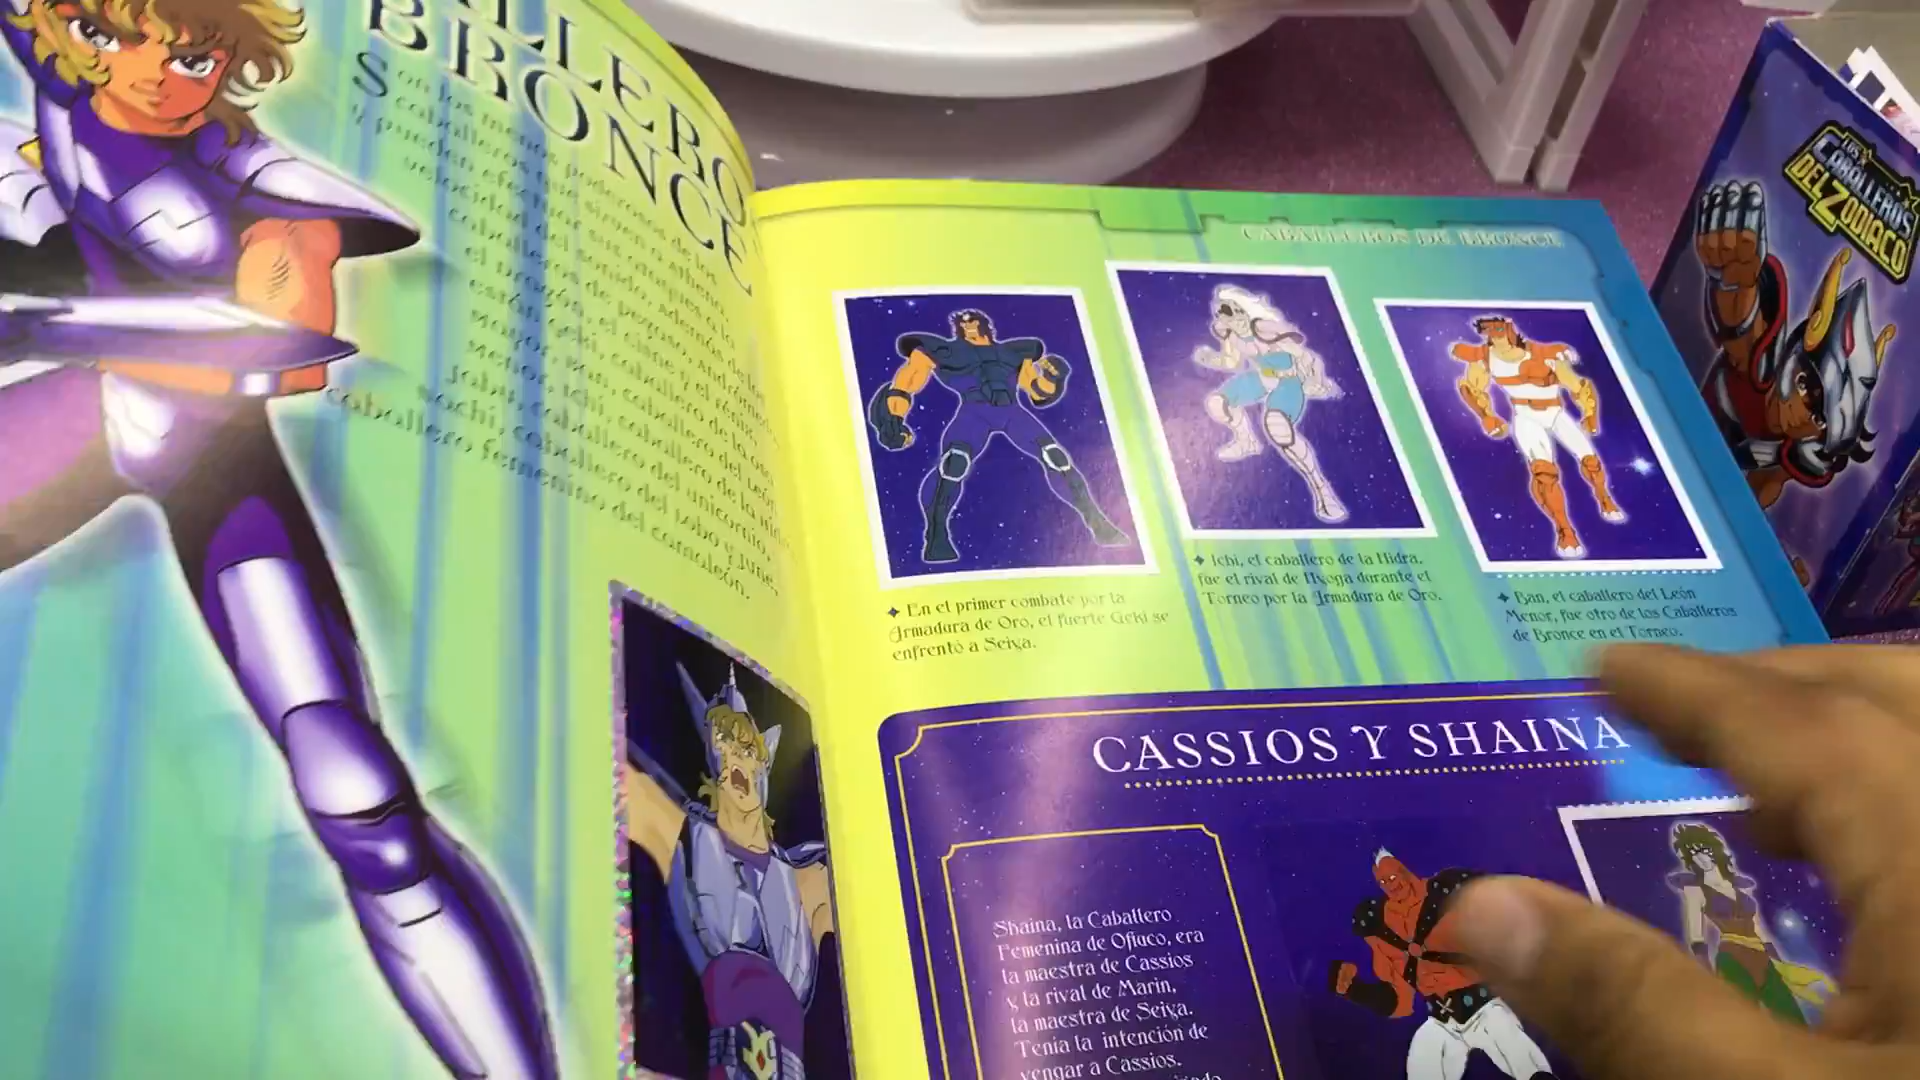 BRONCE
Son los menos poderosos de los
caballeros que sirven a Athena
y pueden efectuar sus ataques a la
velocidad del sonido, además de los
caballeros de pegaso, Andrómeda,
el dragón, el cisne y el fénix,
están Geki, caballero de la osa
mayor, Ban, caballero del León
Menor, Ichi, caballero de la hidra,
Jabu, caballero del unicornio,
Nachi, caballero del lobo y June,
caballero femenino del camaleón.
CABALLEROS DE BRONCE
En el primer combate por la
Armadura de Oro, el fuerte Geki se
enfrentó a Seiya.
Ichi, el caballero de la Hidra,
fue el rival de Hyoga durante el
Torneo por la Armadura de Oro.
Ban, el caballero del León
Menor, fue otro de los Caballeros
de Bronce en el Torneo.
CASSIOS Y SHAINA
Shaina, la Caballero
Femenina de Ofiuco, era
la maestra de Cassios
y la rival de Marin,
la maestra de Seiya.
Tenía la intención de
vengar a Cassios.
LOS
CABALLEROS
DEL ZODIACO